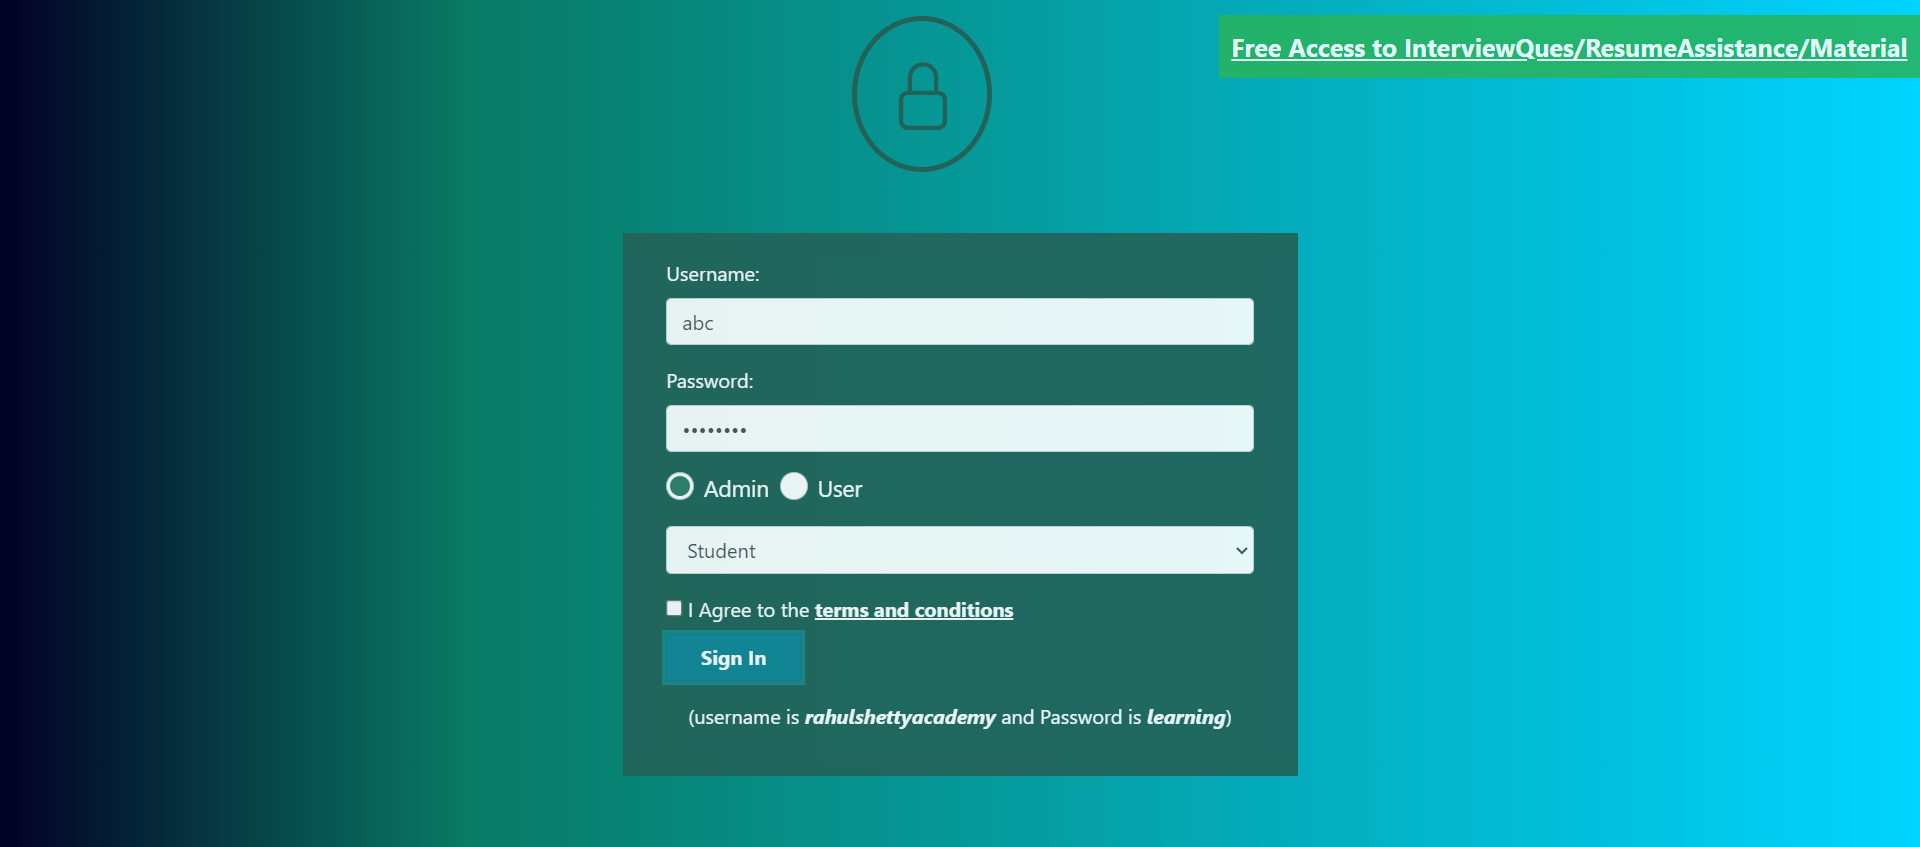 Free Access to InterviewQues/ResumeAssistance/Material
Username:
abc
Password:
••••••••
Admin User
Student
I Agree to the terms and conditions
Sign In
(username is rahulshettyacademy and Password is learning)